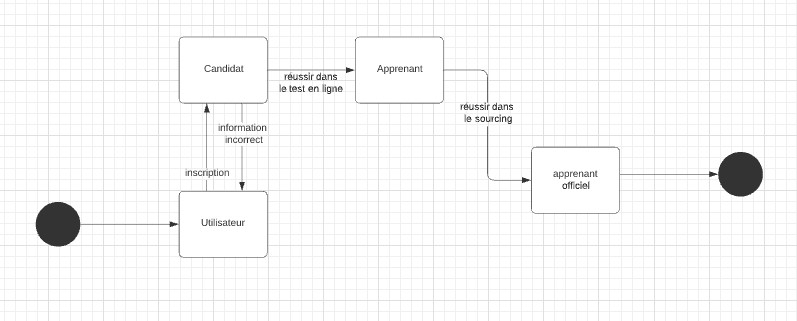 Candidat
Apprenant
réussir dans
le test en ligne
réussir dans
le sourcing
information
incorrect
inscription
apprenant
officiel
Utilisateur